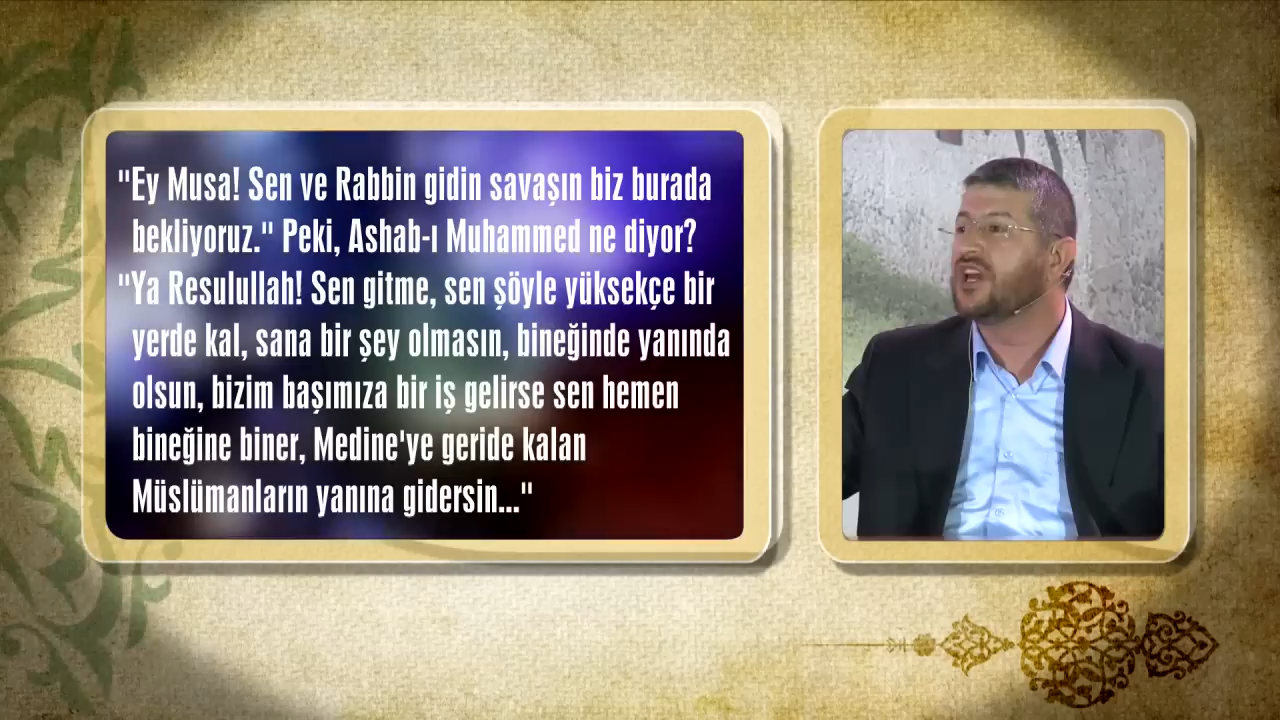 "Ey Musa! Sen ve Rabbin gidin savaşın biz burada
bekliyoruz." Peki, Ashab-ı Muhammed ne diyor?
"Ya Resulullah! Sen gitme, sen şöyle yüksekçe bir
yerde kal, sana bir şey olmasın, bineğinde yanında
olsun, bizim başımıza bir iş gelirse sen hemen
bineğine biner, Medine'ye geride kalan
Müslümanların yanına gidersin..."